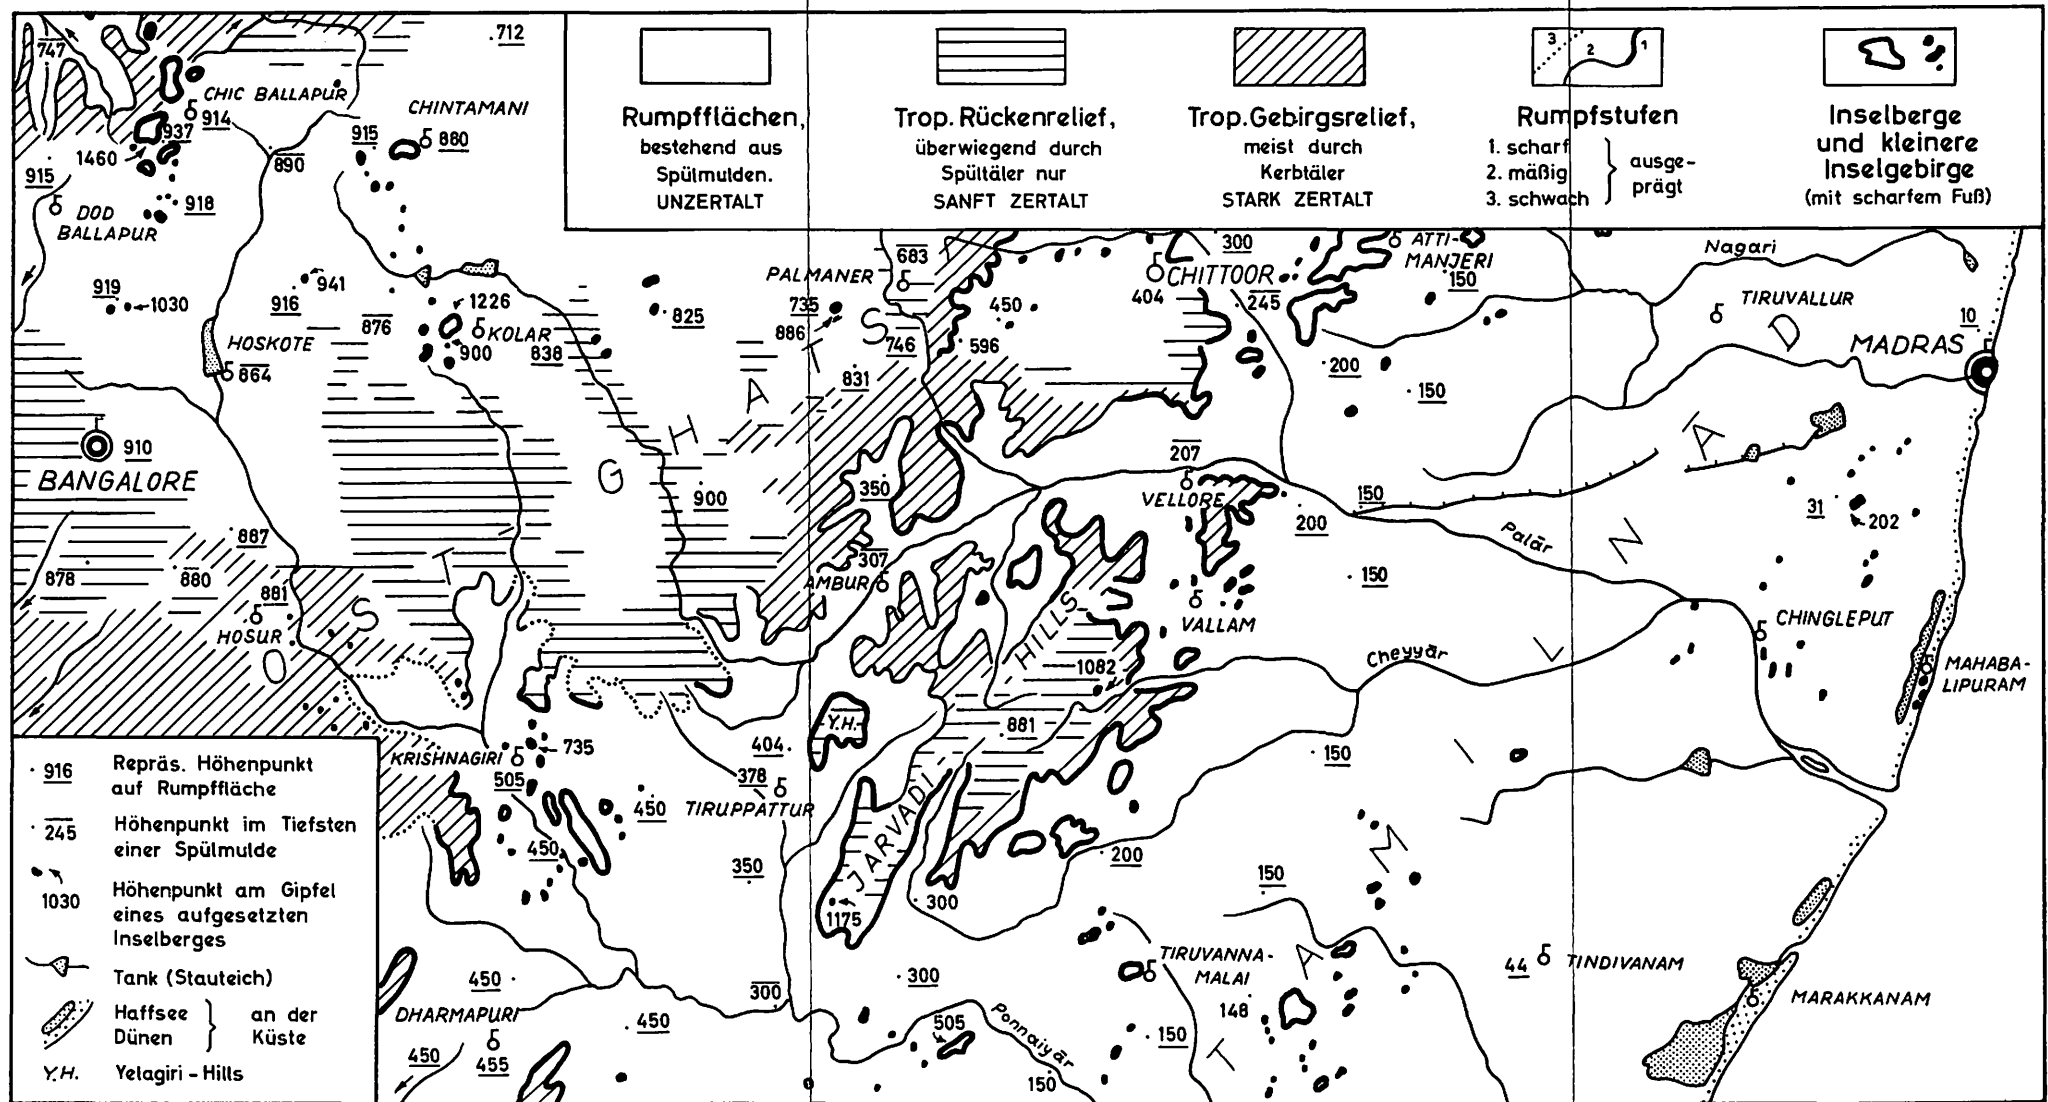 Rumpfflächen,
bestehend aus
Spülmulden.
UNZERTALT
Trop. Rückenrelief,
überwiegend durch
Spültäler nur
SANFT ZERTALT
Trop. Gebirgsrelief,
meist durch
Kerbtäler
STARK ZERTALT
3
2
1
Rumpfstufen
1. scharf
2. mäßig
3. schwach
ausge-
prägt
Inselberge
und kleinere
Inselgebirge
(mit scharfem Fuß)
747
712
CHIC BALLAPUR
914
CHINTAMANI
880
937
1460
915
890
915
918
DOD
BALLAPUR
919
1030
916
941
876
1226
KOLAR
900
838
HOSKOTE
864
825
PALMANER
683
735
886
746
831
596
450
CHITTOOR
404
300
245
ATTI-
MANJERI
150
Nagari
TIRUVALLUR
10
MADRAS
200
150
BANGALORE
910
GHATS
900
350
207
VELLORE
150
200
Palār
31
202
887
878
880
881
HOSUR
OST
307
AMBUR
HILLS
VALLAM
150
CHINGLEPUT
1082
Cheyyār
MAHABA-
LIPURAM
881
Y.H.
KRISHNAGIRI
735
505
404
378
TIRUPPATTUR
450
450
350
JARVADI
1175
300
200
150
150
TAMILNĀD
916
Repräs. Höhenpunkt
auf Rumpffläche
245
Höhenpunkt im Tiefsten
einer Spülmulde
1030
Höhenpunkt am Gipfel
eines aufgesetzten
Inselberges
Tank (Stauteich)
Haffsee
Dünen
an der
Küste
Y.H. Yelagiri-Hills
450
DHARMAPURI
455
450
450
300
300
505
Ponnaiyār
150
TIRUVANNA-
MALAI
148
150
44
TINDIVANAM
MARAKKANAM
0